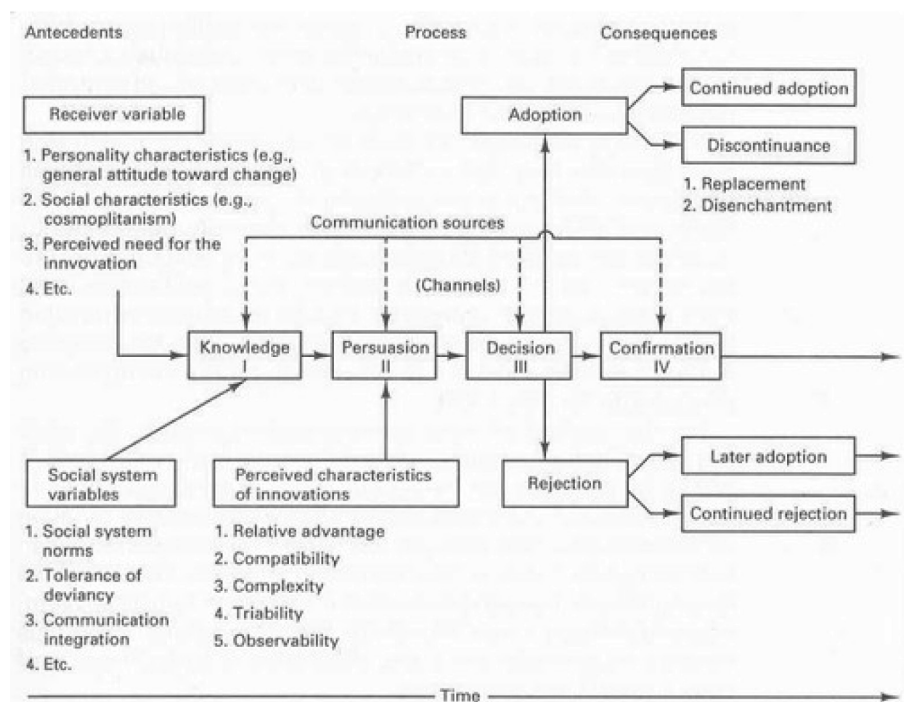 Antecedents
Process
Consequences
Receiver variable
1. Personality characteristics (e.g.,
general attitude toward change)
2. Social characteristics (e.g.,
cosmoplitanism)
3. Perceived need for the
innvovation
4. Etc.
Adoption
Continued adoption
Discontinuance
1. Replacement
2. Disenchantment
Communication sources
(Channels)
Knowledge
I
Persuasion
II
Decision
III
Confirmation
IV
Social system
variables
1. Social system
norms
2. Tolerance of
deviancy
3. Communication
integration
4. Etc.
Perceived characteristics
of innovations
1. Relative advantage
2. Compatibility
3. Complexity
4. Triability
5. Observability
Rejection
Later adoption
Continued rejection
Time